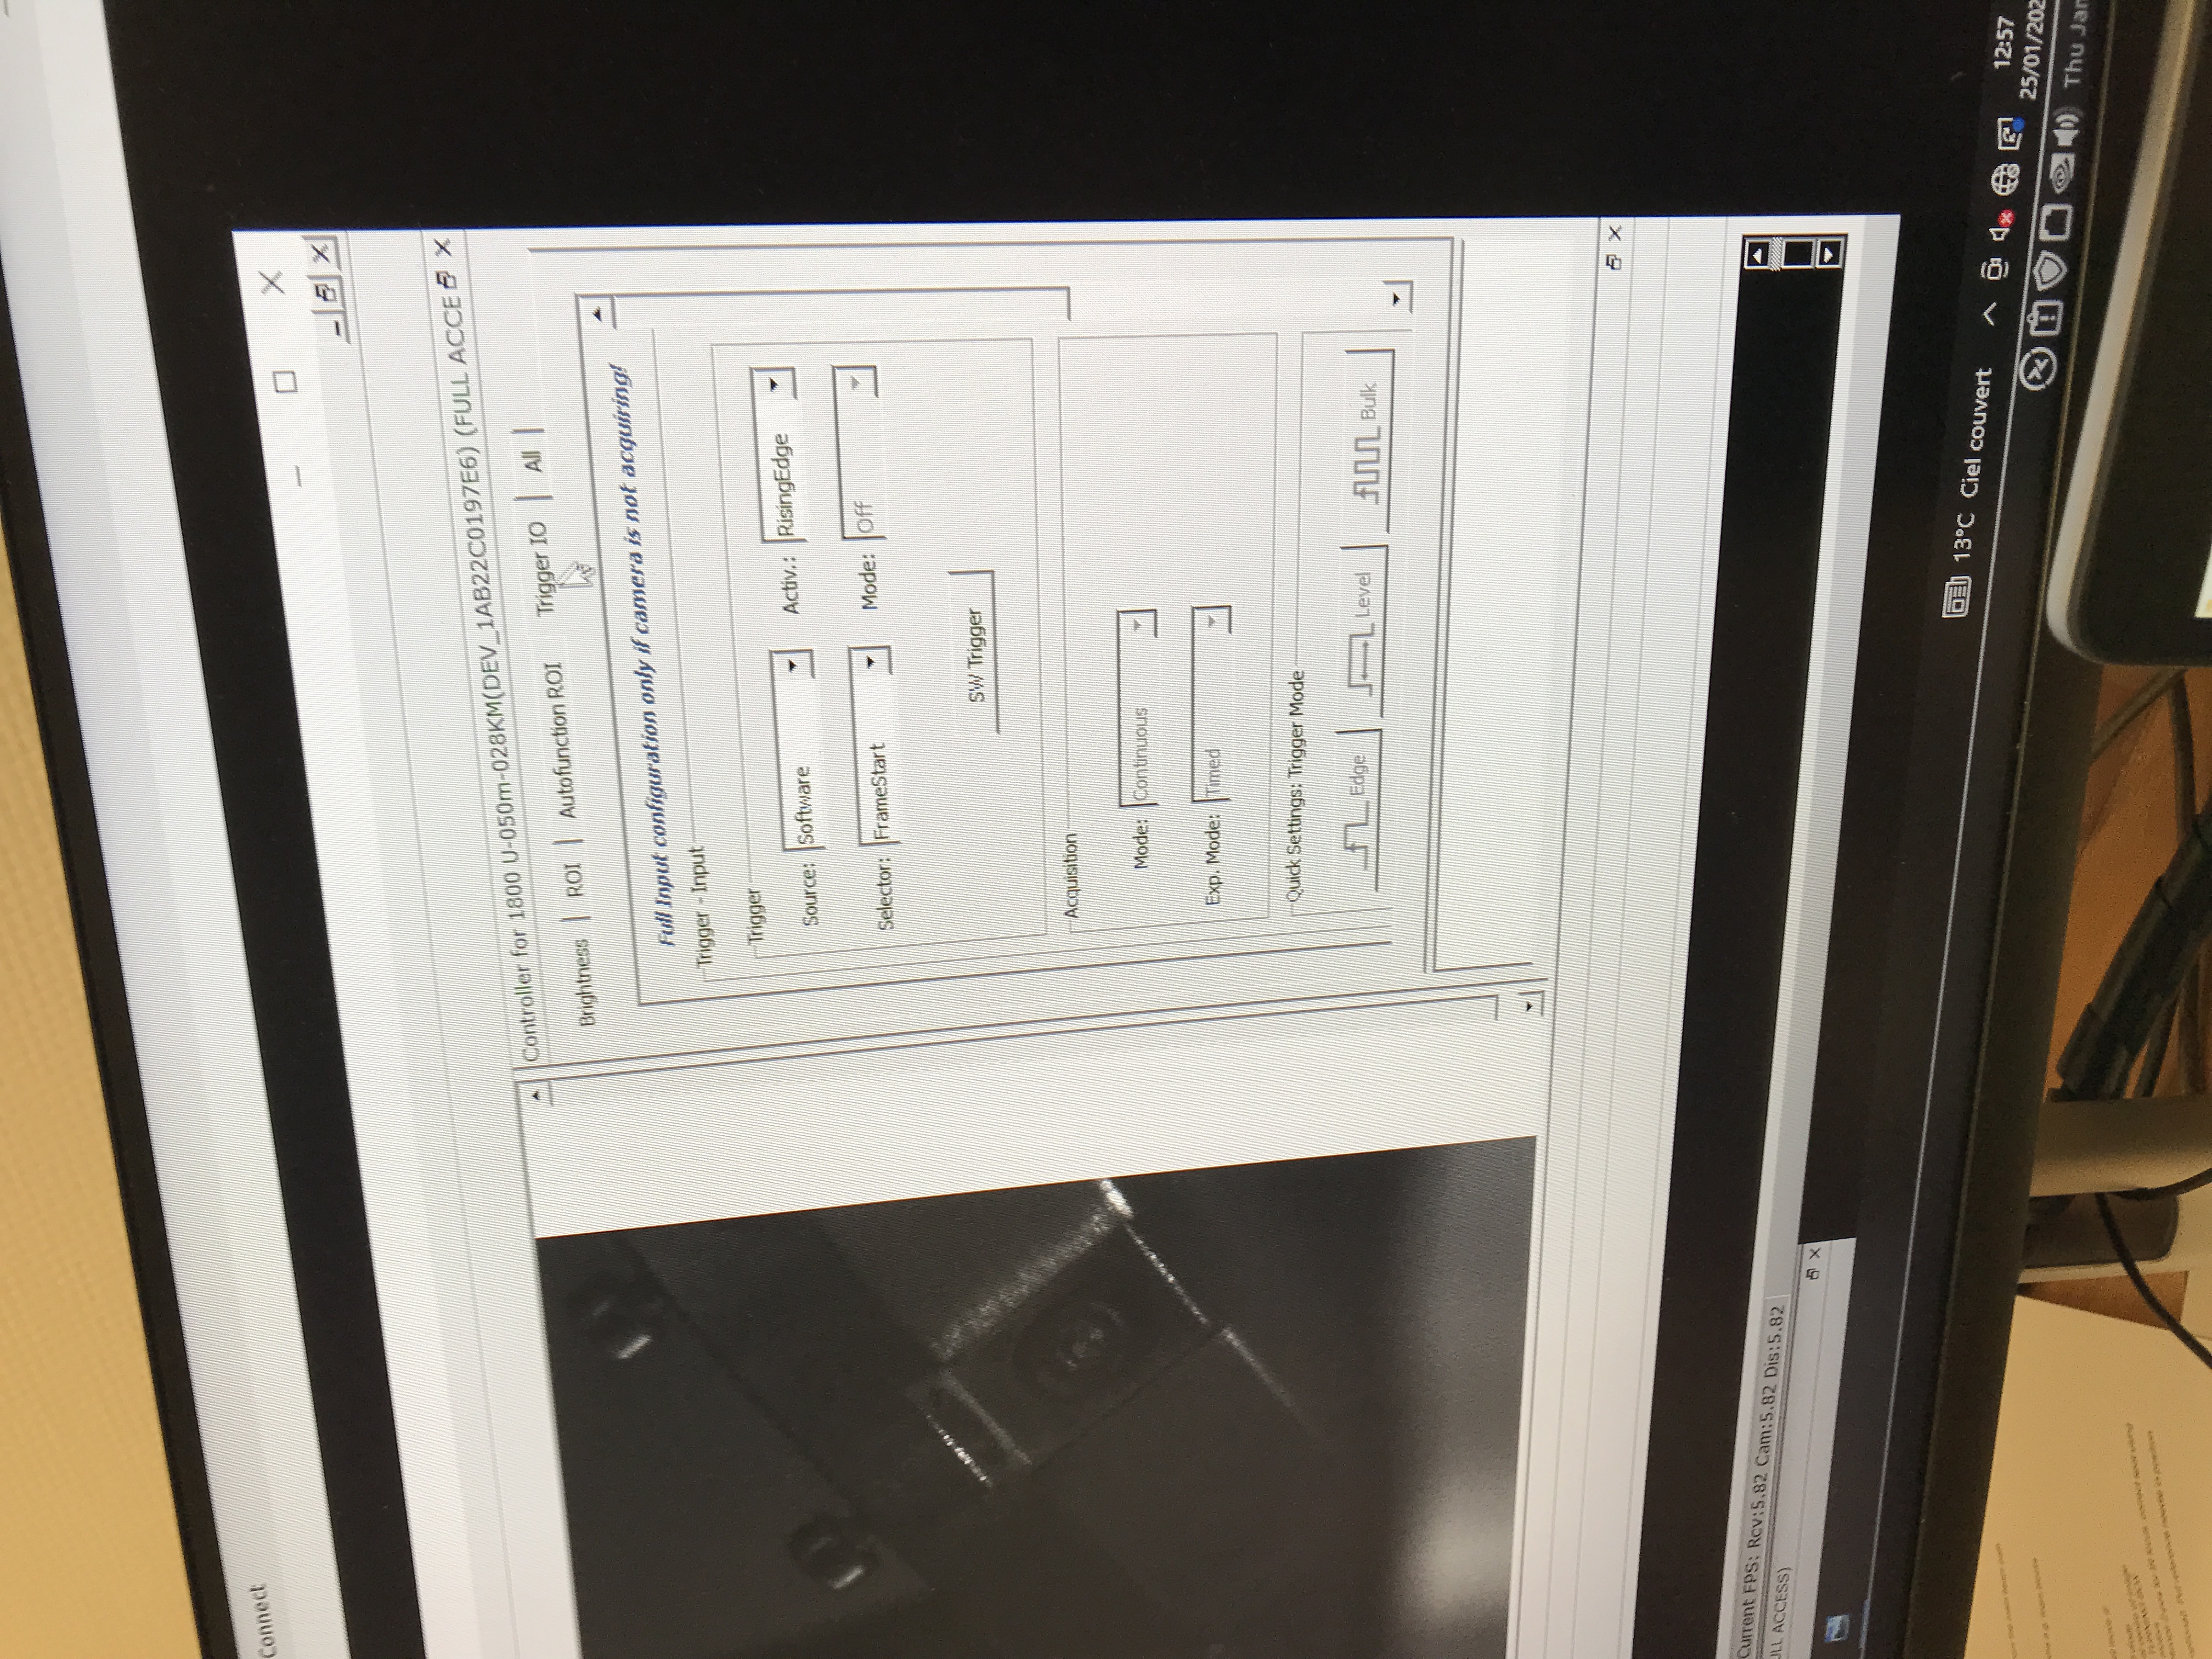 Connect
Controller for 1800 U-050m-028KM(DEV_1AB22C0197E6) (FULL ACCE
Brightness
ROI
Autofunction ROI
Trigger IO
All
Full Input configuration only if camera is not acquiring!
Trigger - Input
Trigger
Source: Software Activ.: RisingEdge
Selector: FrameStart Mode: Off
SW Trigger
Acquisition
Mode: Continuous
Exp. Mode: Timed
Quick Settings: Trigger Mode
Edge Level Bulk
Current FPS: Rcv:5.82 Cam:5.82 Dis:5.82
ULL ACCESS)
13°C Ciel couvert
12:57
25/01/202
Thu Jan